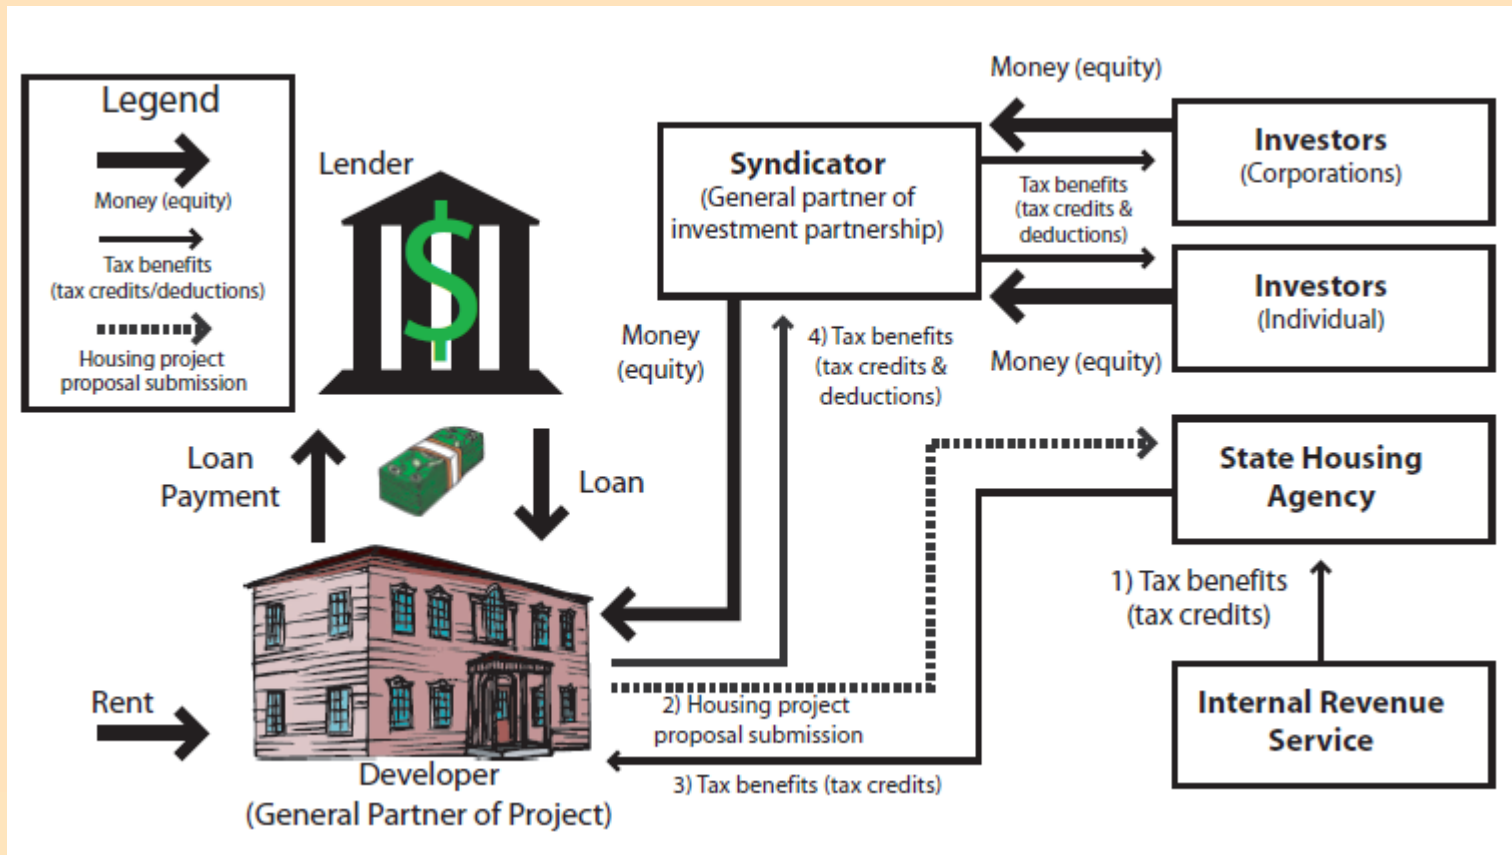 Legend
Money (equity)
Tax benefits
(tax credits/deductions)
Housing project
proposal submission
Lender
$
Loan
Payment
Loan
Rent
Developer
(General Partner of Project)
Syndicator
(General partner of
investment partnership)
Money (equity)
Tax benefits
(tax credits &
deductions)
Money (equity)
Investors
(Corporations)
Investors
(Individual)
Money
(equity)
4) Tax benefits
(tax credits &
deductions)
State Housing
Agency
1) Tax benefits
(tax credits)
Internal Revenue
Service
2) Housing project
proposal submission
3) Tax benefits (tax credits)